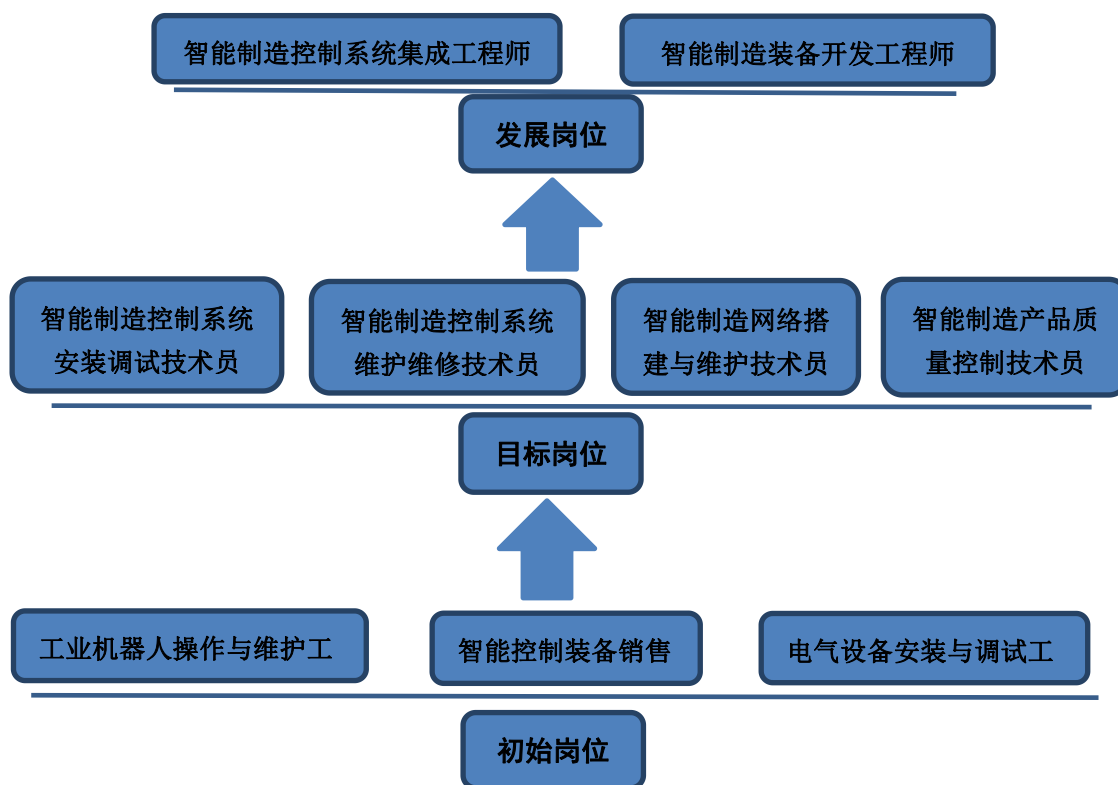 智能制造控制系统集成工程师
智能制造装备开发工程师
发展岗位
智能制造控制系统
安装调试技术员
智能制造控制系统
维护维修技术员
智能制造网络搭
建与维护技术员
智能制造产品质
量控制技术员
目标岗位
工业机器人操作与维护工
智能控制装备销售
电气设备安装与调试工
初始岗位